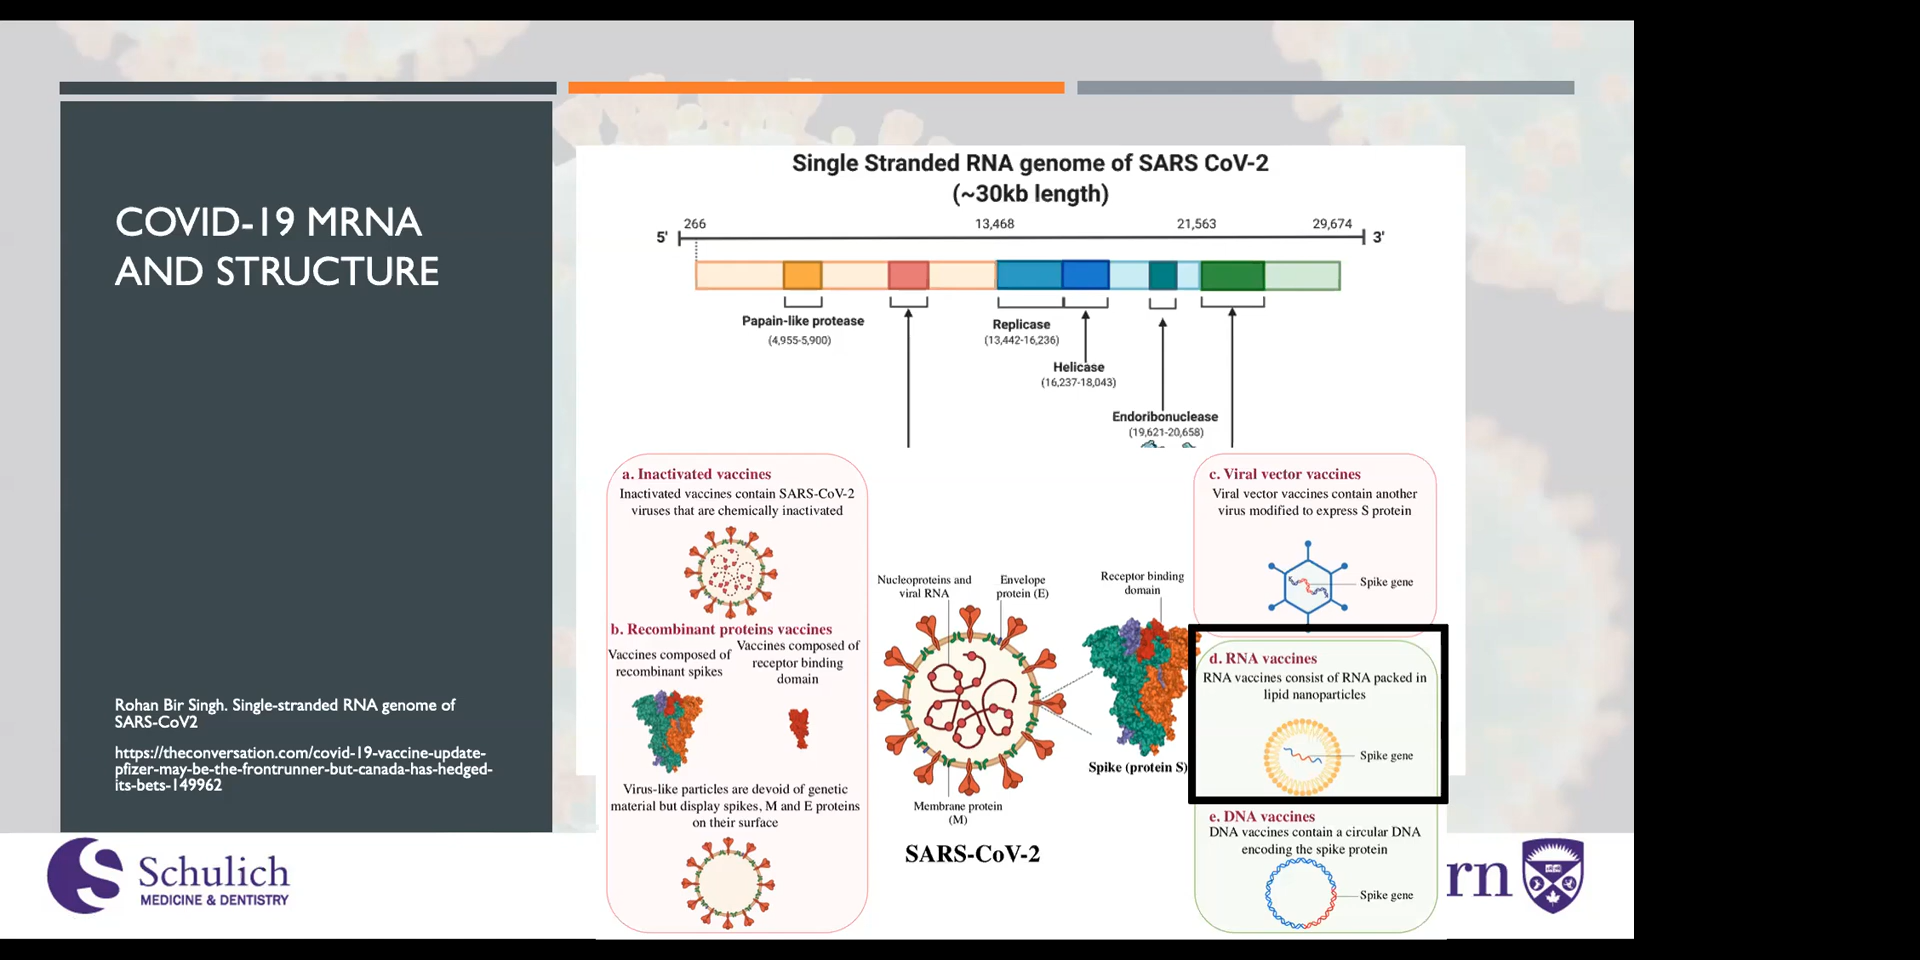 COVID-19 MRNA
AND STRUCTURE
Rohan Bir Singh. Single-stranded RNA genome of
SARS-CoV2
https://theconversation.com/covid-19-vaccine-update-
pfizer-may-be-the-frontrunner-but-canada-has-hedged-
its-bets-149962
Single Stranded RNA genome of SARS CoV-2
(~30kb length)
266 13,468 21,563 29,674
5' 3'
Papain-like protease
(4,955-5,900)
Replicase
(13,442-16,236)
Helicase
(16,237-18,043)
Endoribonuclease
(19,621-20,658)
a. Inactivated vaccines
Inactivated vaccines contain SARS-CoV-2
viruses that are chemically inactivated
b. Recombinant proteins vaccines
Vaccines composed of
recombinant spikes
Vaccines composed of
receptor binding
domain
Virus-like particles are devoid of genetic
material but display spikes, M and E proteins
on their surface
Nucleoproteins and
viral RNA
Envelope
protein (E)
Receptor binding
domain
Spike (protein S)
Membrane protein
(M)
SARS-CoV-2
c. Viral vector vaccines
Viral vector vaccines contain another
virus modified to express S protein
Spike gene
d. RNA vaccines
RNA vaccines consist of RNA packed in
lipid nanoparticles
Spike gene
e. DNA vaccines
DNA vaccines contain a circular DNA
encoding the spike protein
Spike gene
Schulich
MEDICINE & DENTISTRY
rn